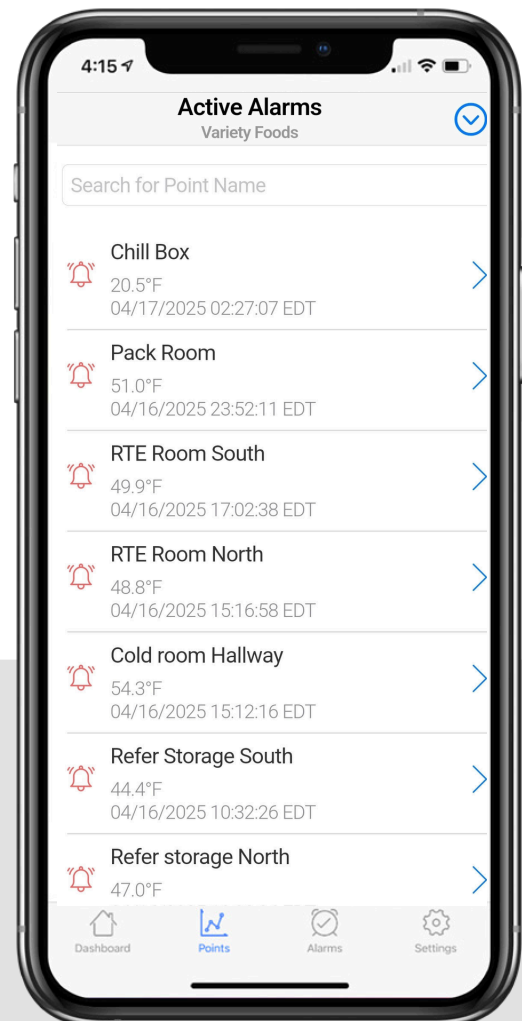 4:15
Active Alarms
Variety Foods
Search for Point Name
Chill Box
20.5°F
04/17/2025 02:27:07 EDT
Pack Room
51.0°F
04/16/2025 23:52:11 EDT
RTE Room South
49.9°F
04/16/2025 17:02:38 EDT
RTE Room North
48.8°F
04/16/2025 15:16:58 EDT
Cold room Hallway
54.3°F
04/16/2025 15:12:16 EDT
Refer Storage South
44.4°F
04/16/2025 10:32:26 EDT
Refer storage North
47.0°F
Dashboard Points Alarms Settings